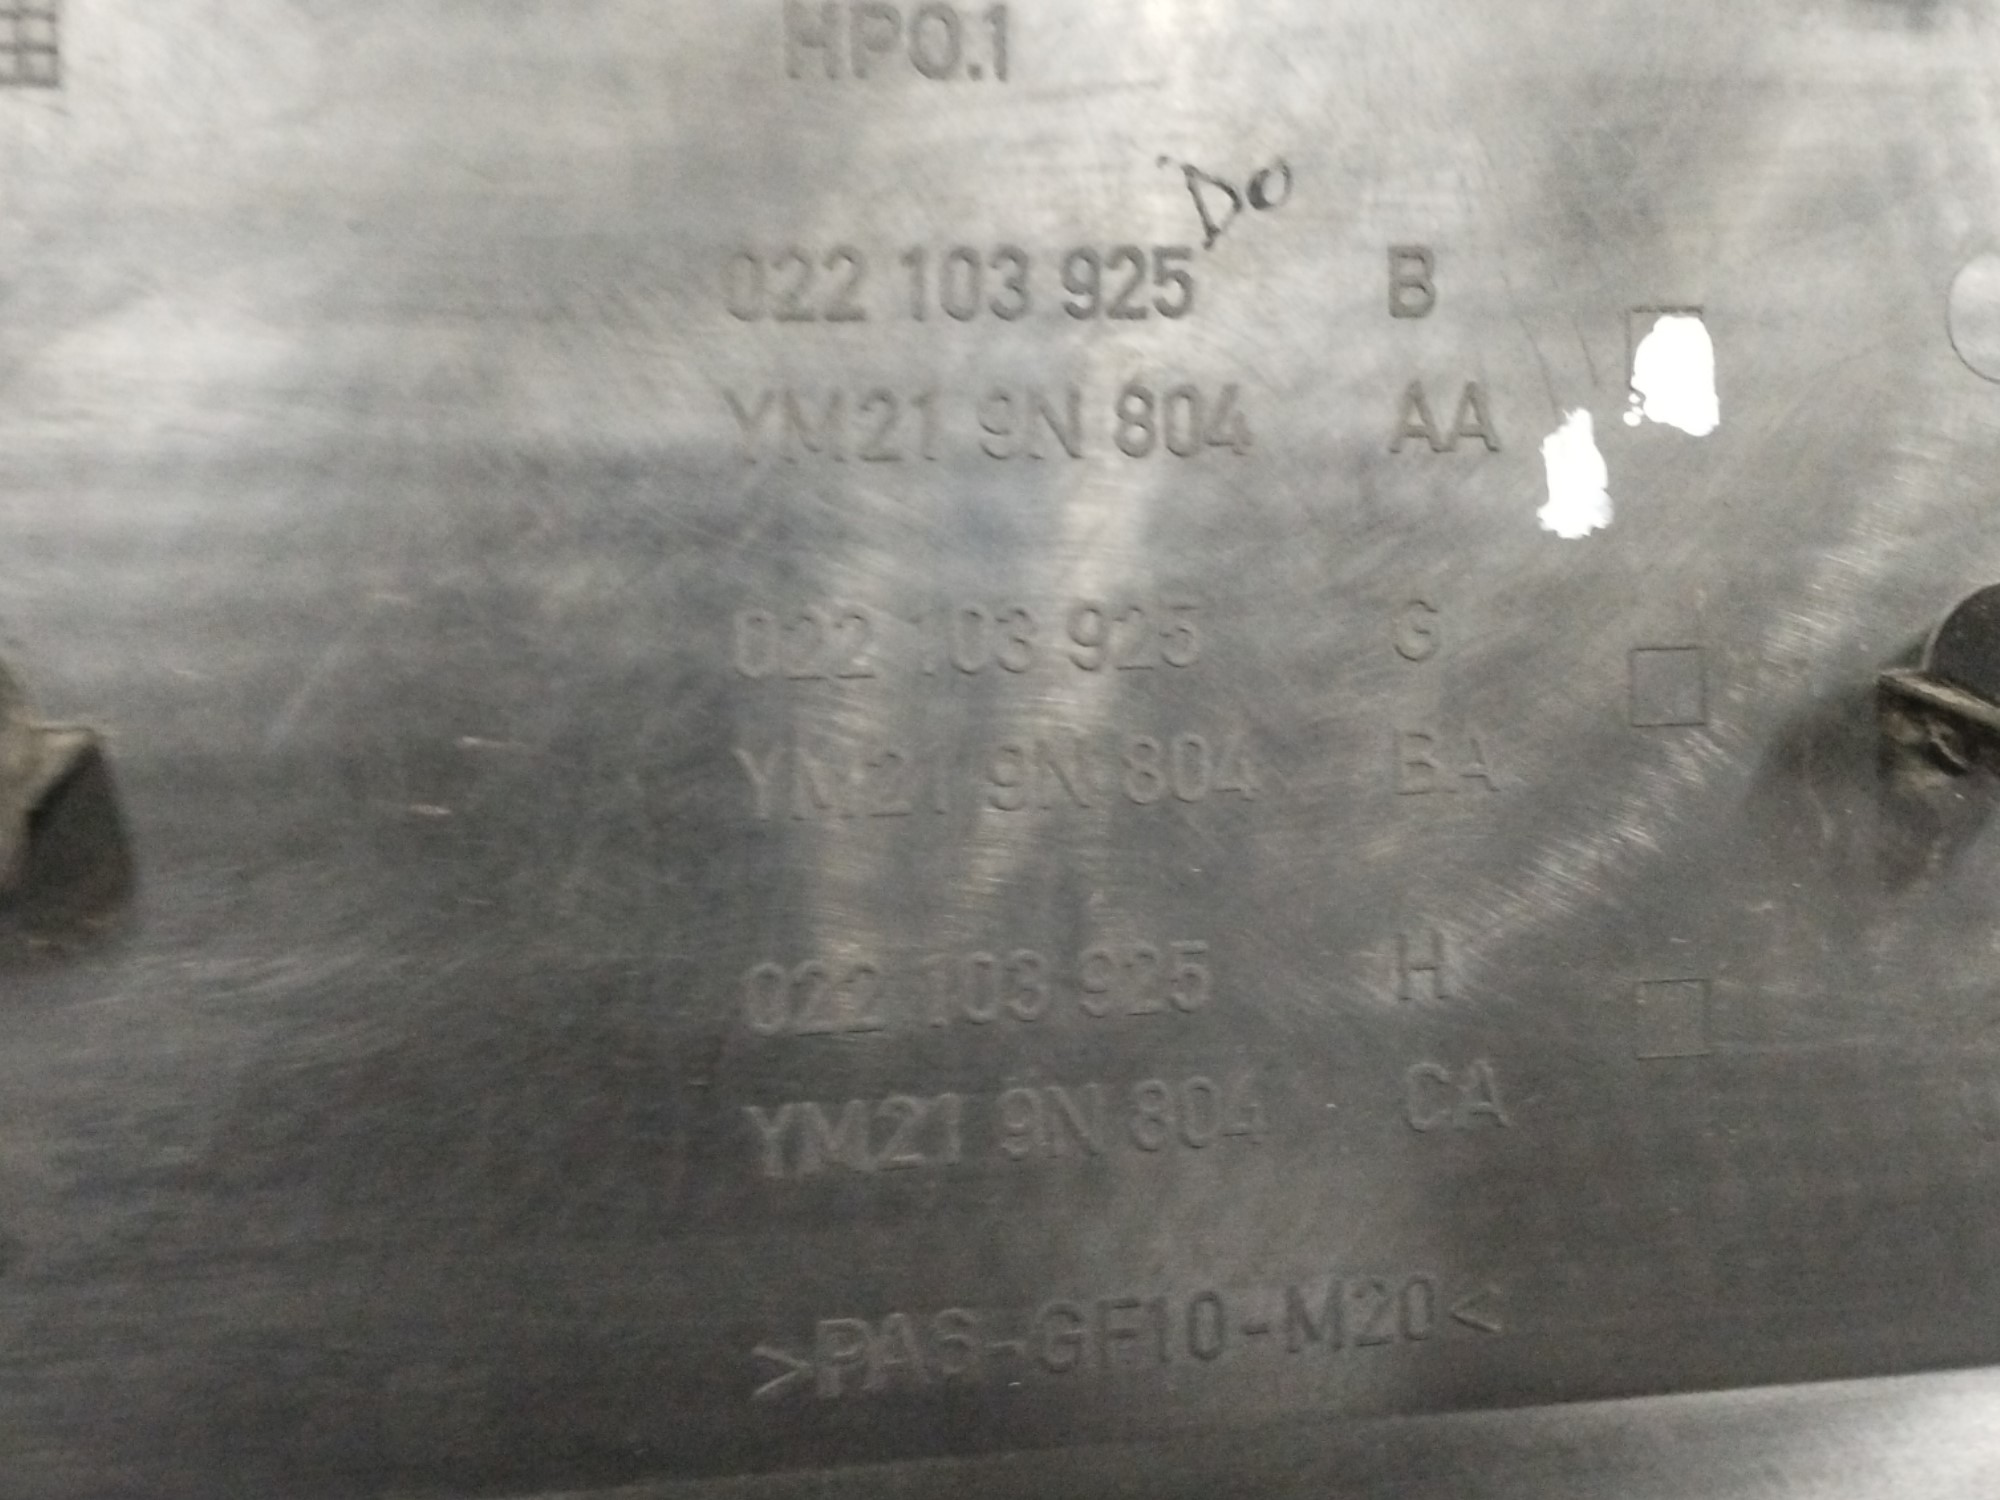 HPO.1
Do
022 103 925 B
YM21 9N 804 AA
022 103 925 G
YM21 9N 804 BA
022 103 925 H
YM21 9N 804 CA
>PA6-GF10-M20<